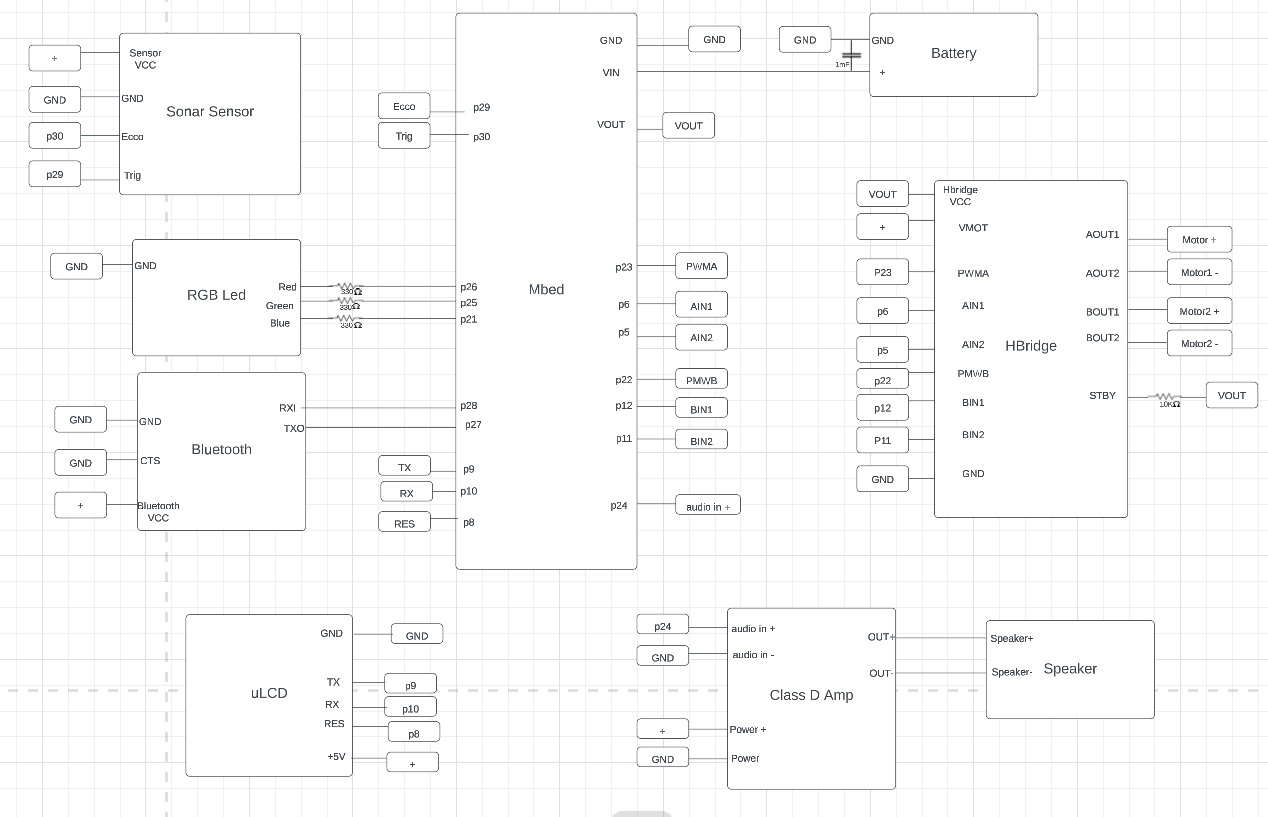 Sensor
VCC
+
GND
GND
p30
Ecco
p29
Trig
Sonar Sensor
GND
GND
RGB Led
Red
Green
Blue
330Ω
330Ω
330Ω
GND
GND
GND
CTS
+
Bluetooth
VCC
Bluetooth
RXI
TXO
Ecco
p29
Trig
p30
p26
p25
p21
p28
p27
TX
p9
RX
p10
RES
p8
Mbed
GND
GND
VIN
VOUT
VOUT
p23
PWMA
p6
AIN1
p5
AIN2
p22
PMWB
p12
BIN1
p11
BIN2
p24
audio in +
GND
GND
1mF
+
Battery
VOUT
Hbridge
VCC
+
VMOT
P23
PWMA
p6
AIN1
p5
AIN2
p22
PMWB
p12
BIN1
P11
BIN2
GND
GND
HBridge
AOUT1
Motor +
AOUT2
Motor1 -
BOUT1
Motor2 +
BOUT2
Motor2 -
STBY
10KΩ
VOUT
uLCD
GND
GND
TX
p9
RX
p10
RES
p8
+5V
+
p24
audio in +
GND
audio in -
+
Power +
GND
Power
Class D Amp
OUT+
OUT-
Speaker+
Speaker-
Speaker